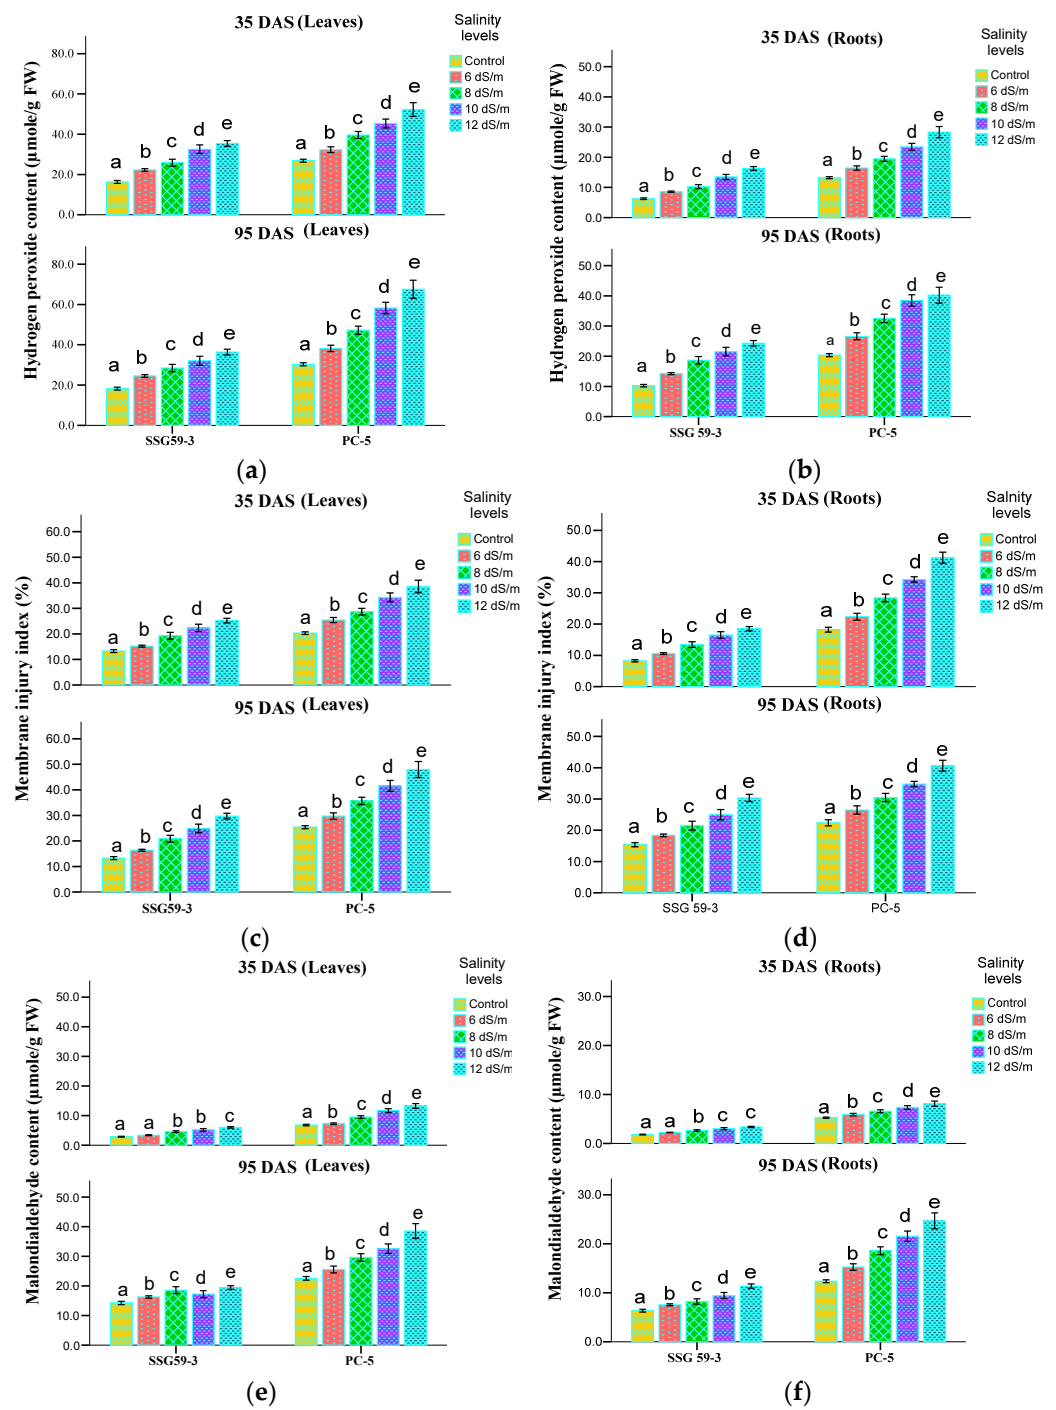 35 DAS (Leaves)
Salinity
levels
Control
6 dS/m
8 dS/m
10 dS/m
12 dS/m
80.0
60.0
40.0
20.0
0.0
a b c d e a b c d e
Hydrogen peroxide content (µmole/g FW)
95 DAS (Leaves)
80.0
60.0
40.0
20.0
0.0
a b c d e a b c d e
SSG59-3 PC-5
(a)
35 DAS (Roots)
Salinity
levels
Control
6 dS/m
8 dS/m
10 dS/m
12 dS/m
50.0
40.0
30.0
20.0
10.0
0.0
a b c d e a b c d e
Hydrogen peroxide content (µmole/g FW)
95 DAS (Roots)
50.0
40.0
30.0
20.0
10.0
0.0
a b c d e a b c d e
SSG 59-3 PC-5
(b)
35 DAS (Leaves)
Salinity
levels
Control
6 dS/m
8 dS/m
10 dS/m
12 dS/m
60.0
50.0
40.0
30.0
20.0
10.0
0.0
a b c d e a b c d e
Membrane injury index (%)
95 DAS (Leaves)
60.0
50.0
40.0
30.0
20.0
10.0
0.0
a b c d e a b c d e
SSG59-3 PC-5
(c)
35 DAS (Roots)
Salinity
levels
Control
6 dS/m
8 dS/m
10 dS/m
12 dS/m
50.0
40.0
30.0
20.0
10.0
0.0
a b c d e a b c d e
Membrane injury index (%)
95 DAS (Roots)
50.0
40.0
30.0
20.0
10.0
0.0
a b c d e a b c d e
SSG 59-3 PC-5
(d)
35 DAS (Leaves)
Salinity
levels
Control
6 dS/m
8 dS/m
10 dS/m
12 dS/m
50.0
40.0
30.0
20.0
10.0
0.0
a a b b c a a c d e
Malondialdehyde content (µmole/g FW)
95 DAS (Leaves)
50.0
40.0
30.0
20.0
10.0
0.0
a b c d e a b c d e
SSG59-3 PC-5
(e)
35 DAS (Roots)
Salinity
levels
Control
6 dS/m
8 dS/m
10 dS/m
12 dS/m
30.0
20.0
10.0
0.0
a a b c c a b c d e
Malondialdehyde content (µmole/g FW)
95 DAS (Roots)
30.0
20.0
10.0
0.0
a b c d e a b c d e
SSG 59-3 PC-5
(f)